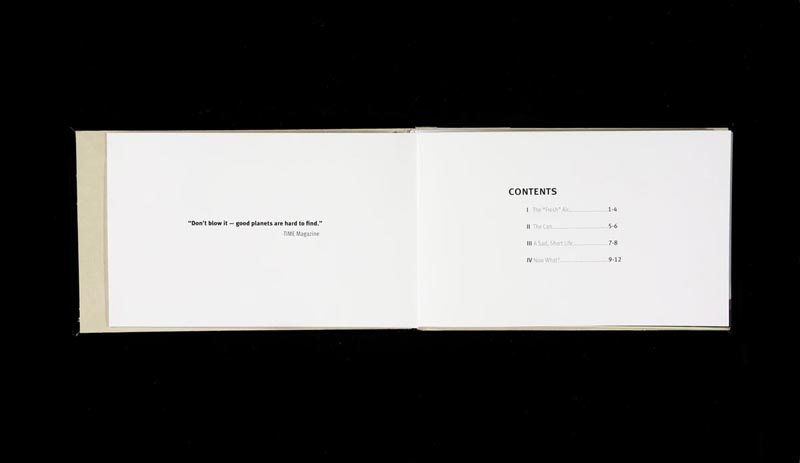 “Don’t blow it — good planets are hard to find.”
TIME Magazine
CONTENTS
I The “Fresh” Air..........................1-4
II The Can....................................5-6
III A Sad, Short Life.......................7-8
IV Now What?..............................9-12